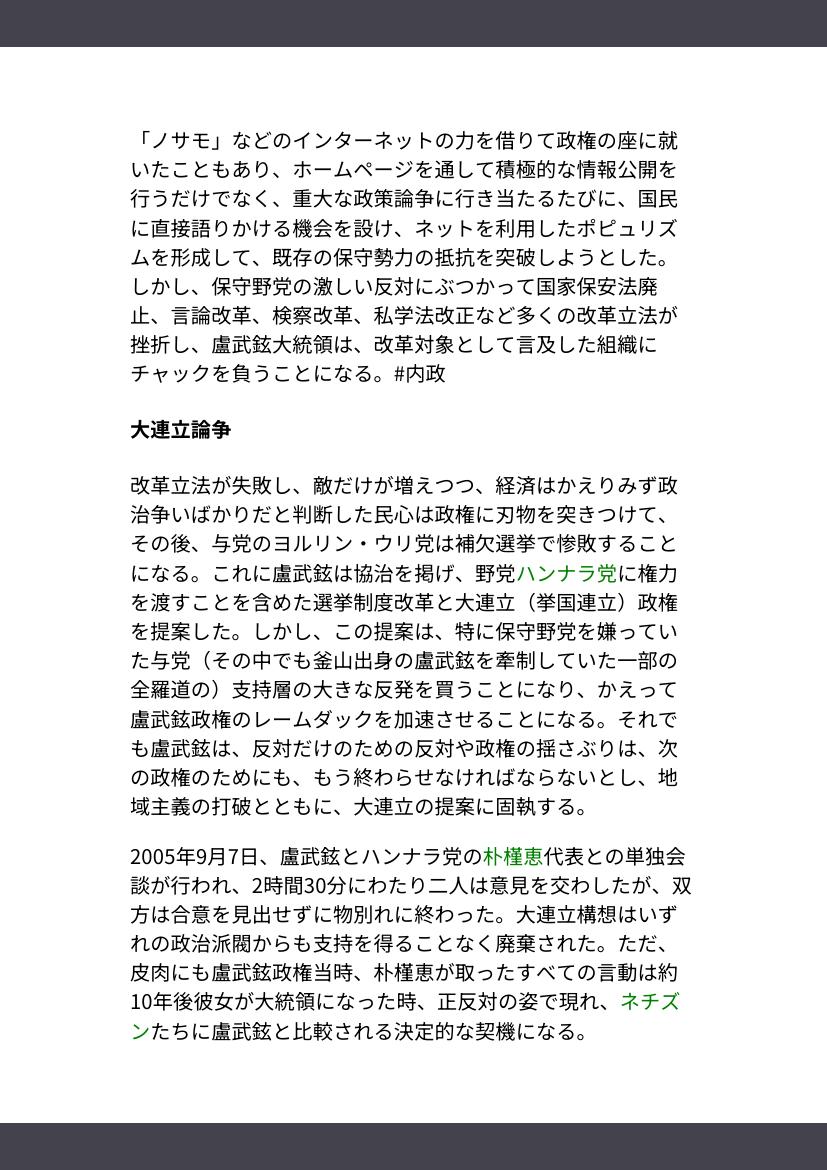 「ノサモ」などのインターネットの力を借りて政権の座に就
いたこともあり、ホームページを通して積極的な情報公開を
行うだけでなく、重大な政策論争に行き当たるたびに、国民
に直接語りかける機会を設け、ネットを利用したポピュリズ
ムを形成して、既存の保守勢力の抵抗を突破しようとした。
しかし、保守野党の激しい反対にぶつかって国家保安法廃
止、言論改革、検察改革、私学法改正など多くの改革立法が
挫折し、盧武鉉大統領は、改革対象として言及した組織に
チャックを負うことになる。#内政
大連立論争
改革立法が失敗し、敵だけが増えつつ、経済はかえりみず政
治争いばかりだと判断した民心は政権に刃物を突きつけて、
その後、与党のヨルリン・ウリ党は補欠選挙で惨敗すること
になる。これに盧武鉉は協治を掲げ、野党ハンナラ党に権力
を渡すことを含めた選挙制度改革と大連立（挙国連立）政権
を提案した。しかし、この提案は、特に保守野党を嫌ってい
た与党（その中でも釜山出身の盧武鉉を牽制していた一部の
全羅道の）支持層の大きな反発を買うことになり、かえって
盧武鉉政権のレームダックを加速させることになる。それで
も盧武鉉は、反対だけのための反対や政権の揺さぶりは、次
の政権のためにも、もう終わらせなければならないとし、地
域主義の打破とともに、大連立の提案に固執する。
2005年9月7日、盧武鉉とハンナラ党の朴槿恵代表との単独会
談が行われ、2時間30分にわたり二人は意見を交わしたが、双
方は合意を見出せずに物別れに終わった。大連立構想はいず
れの政治派閥からも支持を得ることなく廃棄された。ただ、
皮肉にも盧武鉉政権当時、朴槿恵が取ったすべての言動は約
10年後彼女が大統領になった時、正反対の姿で現れ、ネチズ
ンたちに盧武鉉と比較される決定的な契機になる。